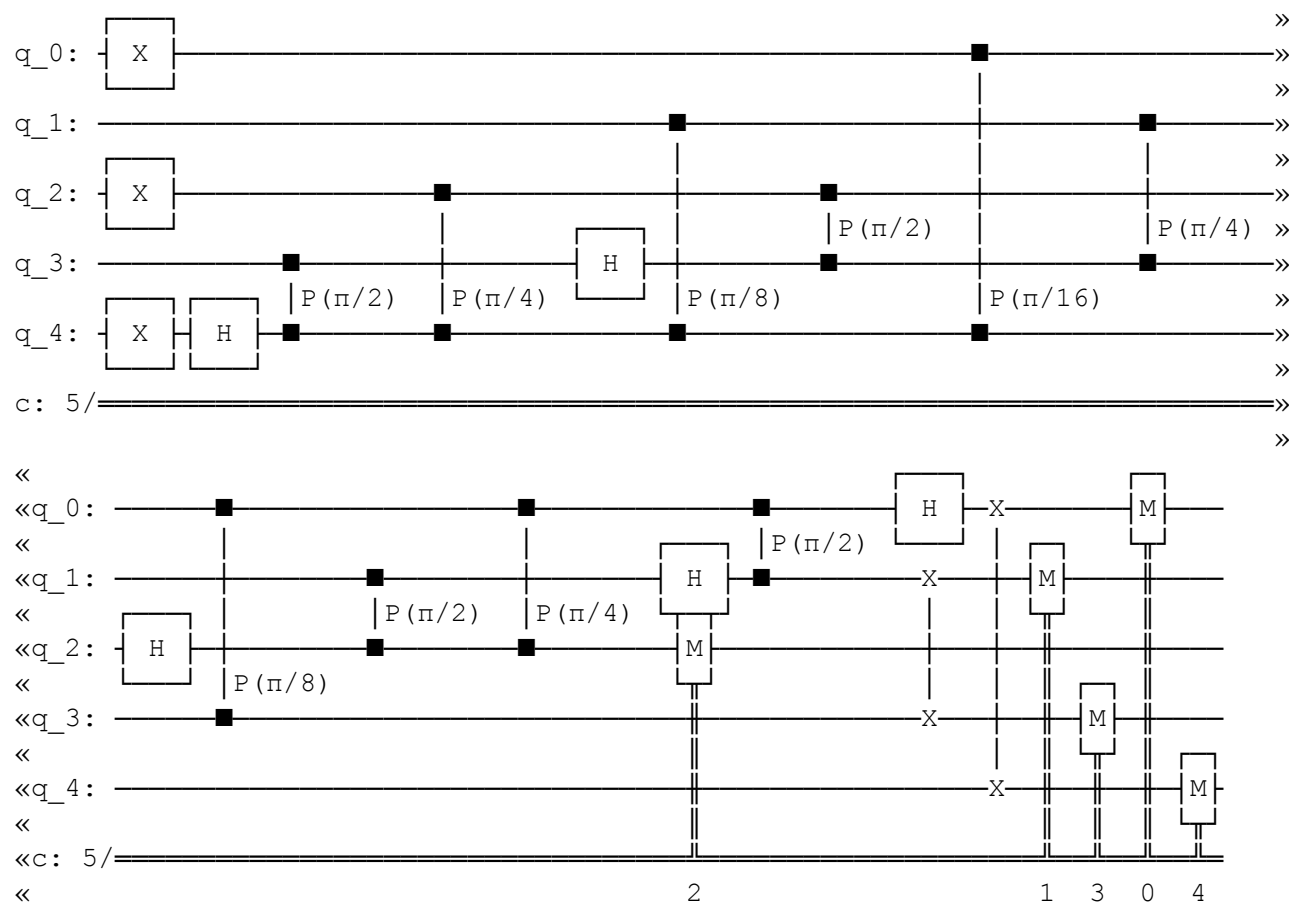 »
q_0: X »
»
q_1: »
»
q_2: X »
P(π/2) P(π/4) »
q_3: H »
P(π/2) P(π/4) P(π/8) P(π/16) »
q_4: X H »
»
c: 5/ »
»
«
«q_0: H X M
« P(π/2)
«q_1: H X M
« P(π/2) P(π/4)
«q_2: H M
« P(π/8)
«q_3: X M
«
«q_4: X M
«
«c: 5/
« 2 1 3 0 4